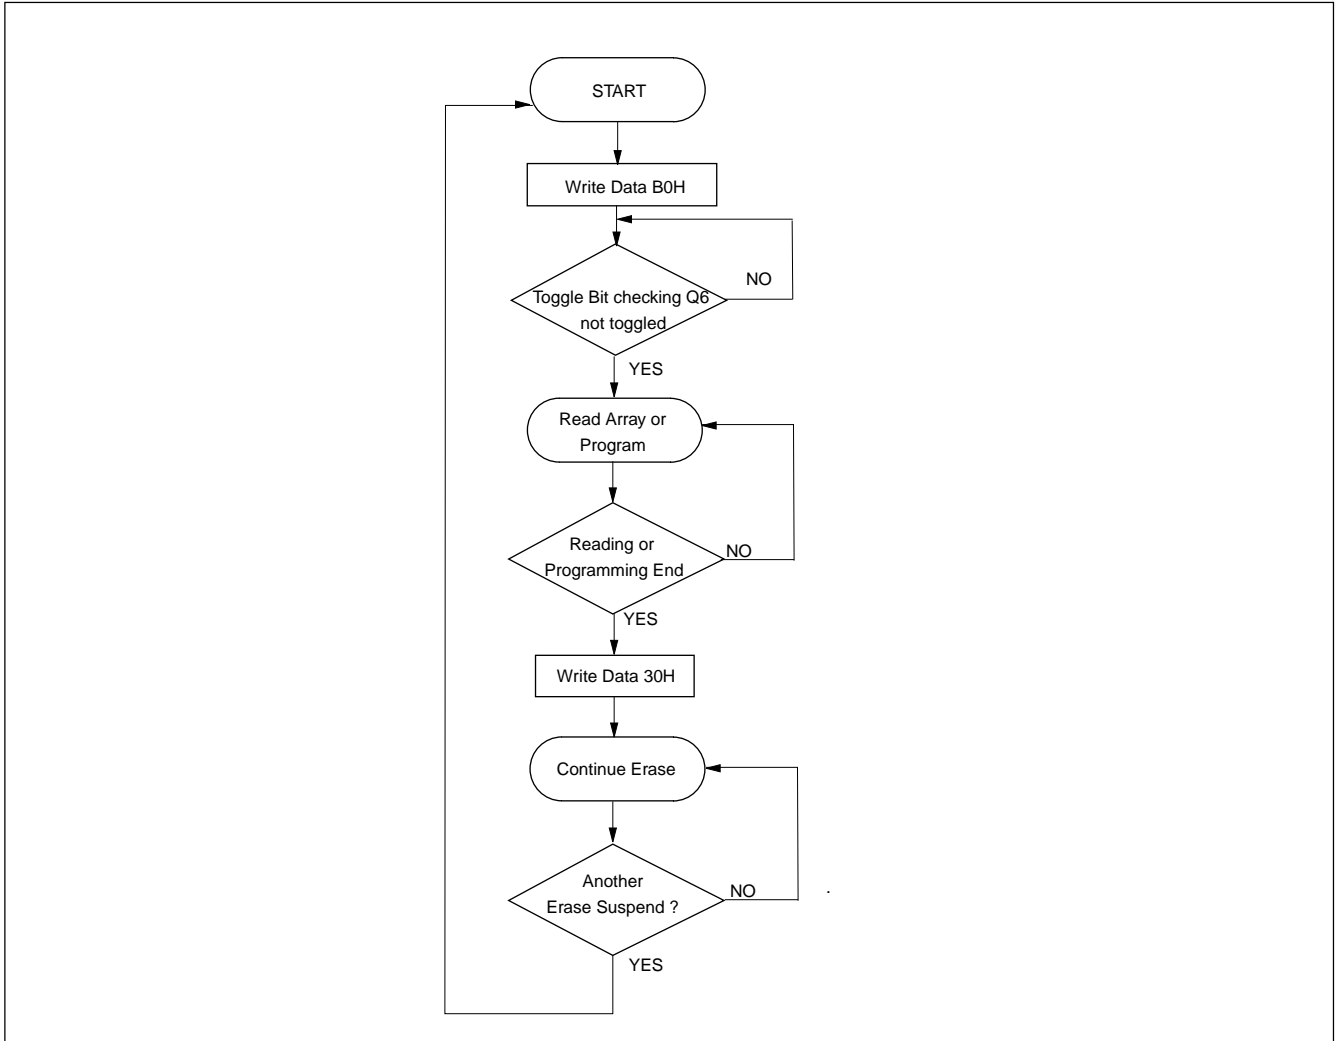 START
Write Data B0H
NO
Toggle Bit checking Q6
not toggled
YES
Read Array or
Program
Reading or
NO
Programming End
YES
Write Data 30H
Continue Erase
Another
NO
Erase Suspend ?
.
YES